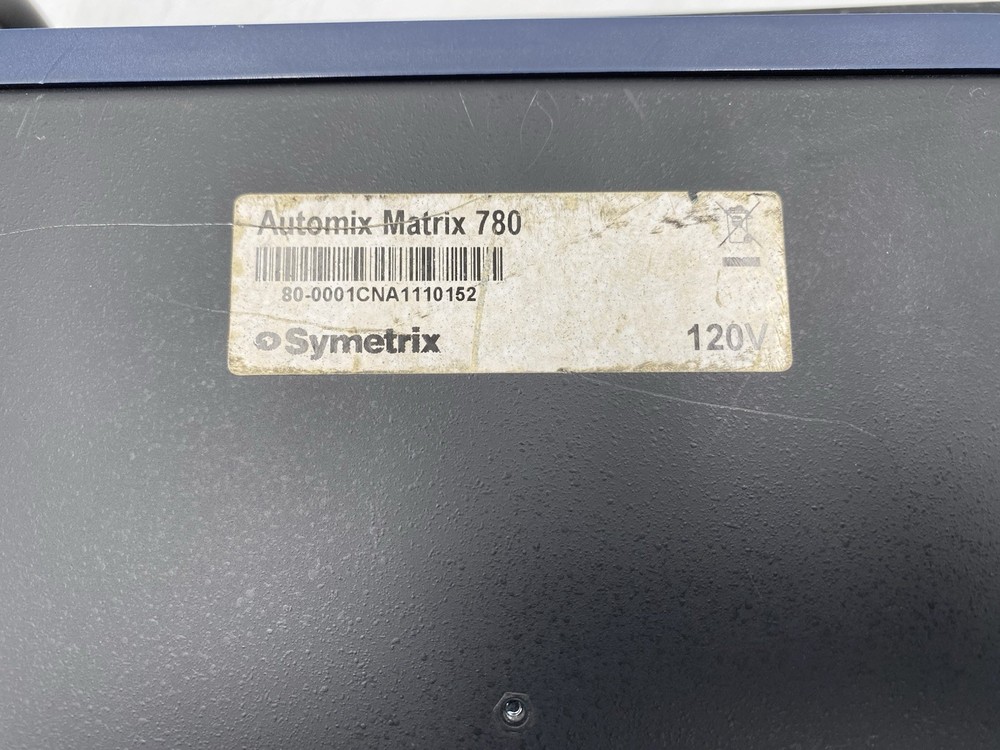 Automix Matrix 780
80-0001CNA1110152
Symetrix
120V